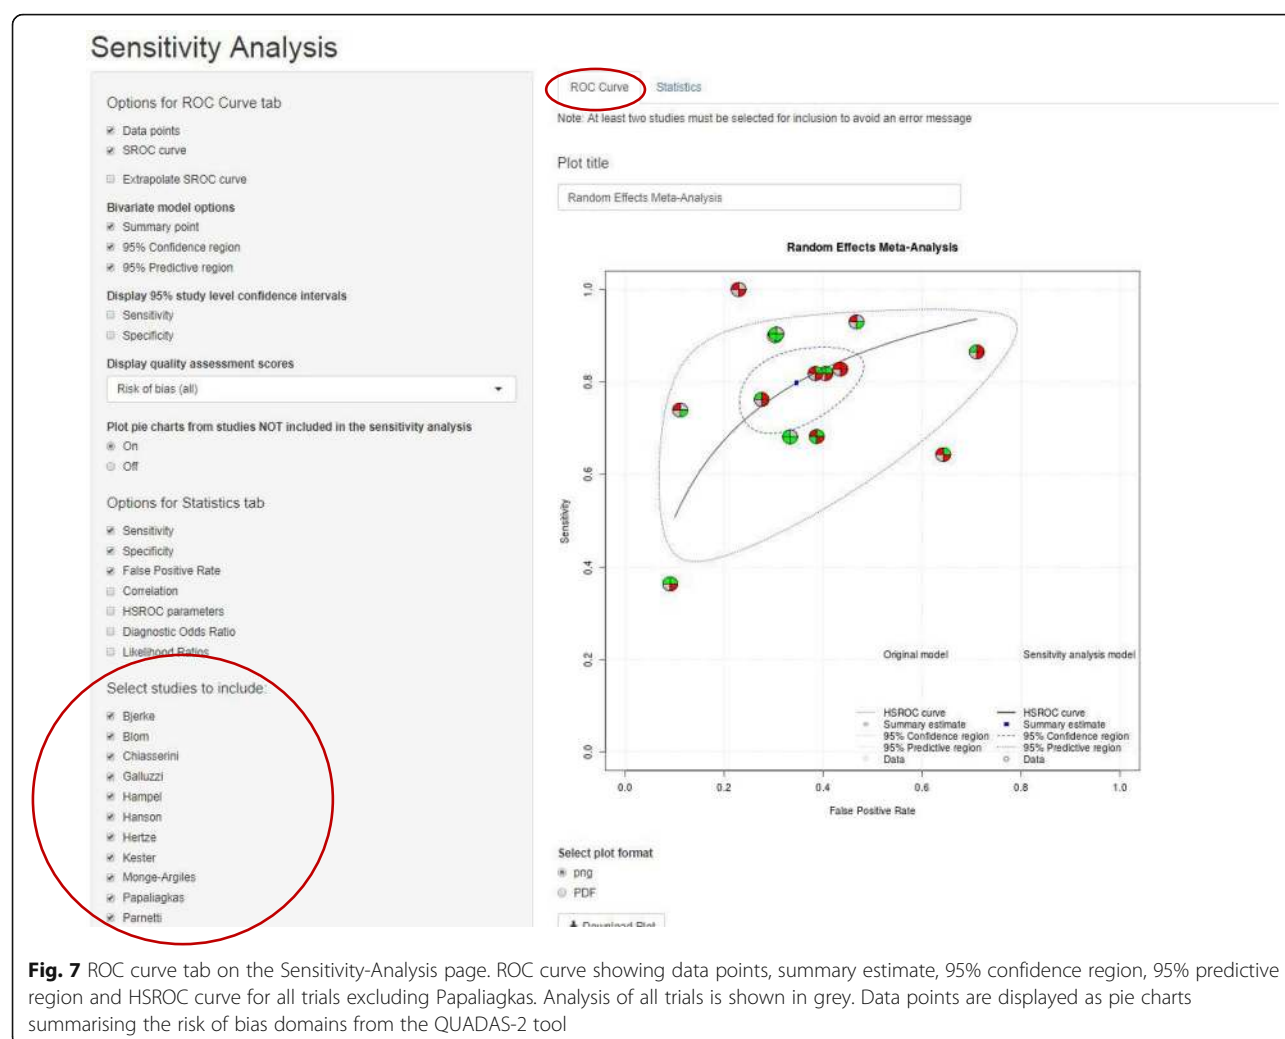 Sensitivity Analysis
Options for ROC Curve tab
Data points
SROC curve
Extrapolate SROC curve
Bivariate model options
Summary point
95% Confidence region
95% Predictive region
Display 95% study level confidence intervals
Sensitivity
Specificity
Display quality assessment scores
Risk of bias (all)
Plot pie charts from studies NOT included in the sensitivity analysis
On
Off
Options for Statistics tab
Sensitivity
Specificity
False Positive Rate
Correlation
HSROC parameters
Diagnostic Odds Ratio
Likelihood Ratios
Select studies to include:
Bjerke
Blom
Chiasserini
Galluzzi
Hampel
Hanson
Hertze
Kester
Monge-Argiles
Papaliagkas
Parnetti
ROC Curve Statistics
Note: At least two studies must be selected for inclusion to avoid an error message
Plot title
Random Effects Meta-Analysis
Random Effects Meta-Analysis
1.0
0.8
0.6
0.4
0.2
0.0
Sensitivity
Original model Sensitivity analysis model
HSROC curve HSROC curve
Summary estimate Summary estimate
95% Confidence region 95% Confidence region
95% Predictive region 95% Predictive region
Data Data
0.0 0.2 0.4 0.6 0.8 1.0
False Positive Rate
Select plot format
png
PDF
Download Plot
Fig. 7 ROC curve tab on the Sensitivity-Analysis page. ROC curve showing data points, summary estimate, 95% confidence region, 95% predictive
region and HSROC curve for all trials excluding Papaliagkas. Analysis of all trials is shown in grey. Data points are displayed as pie charts
summarising the risk of bias domains from the QUADAS-2 tool